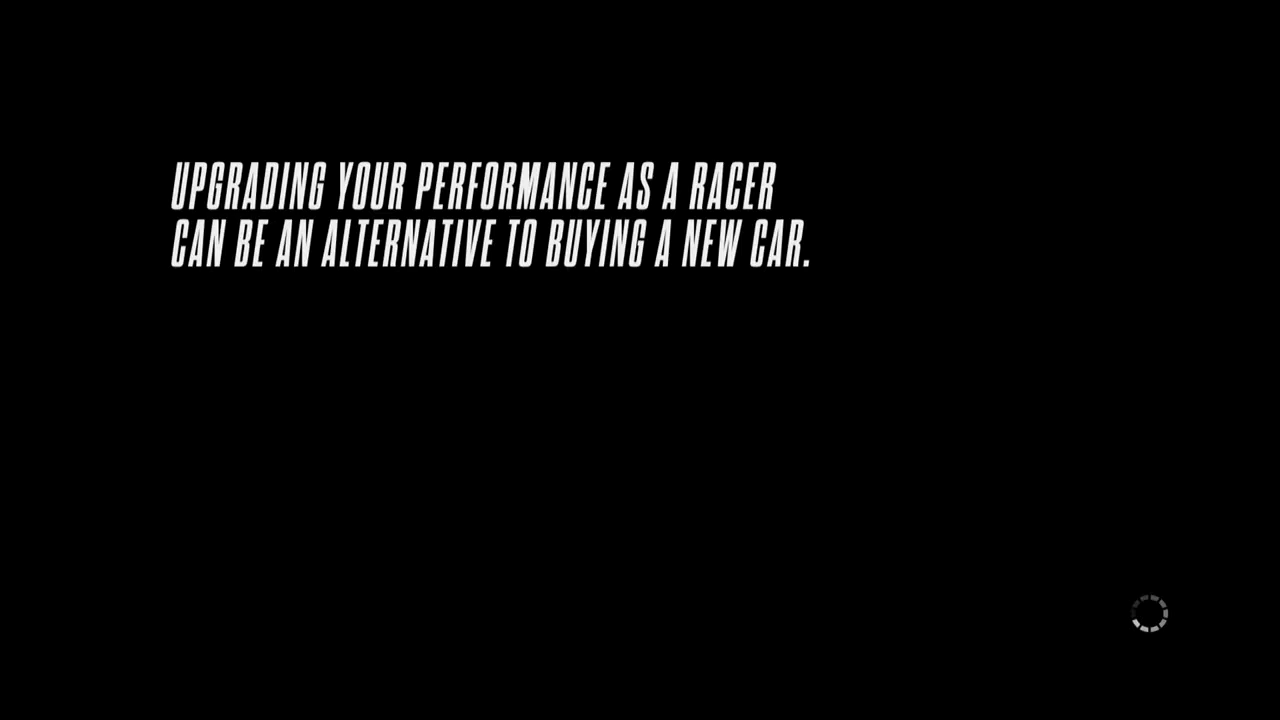 UPGRADING YOUR PERFORMANCE AS A RACER
CAN BE AN ALTERNATIVE TO BUYING A NEW CAR.